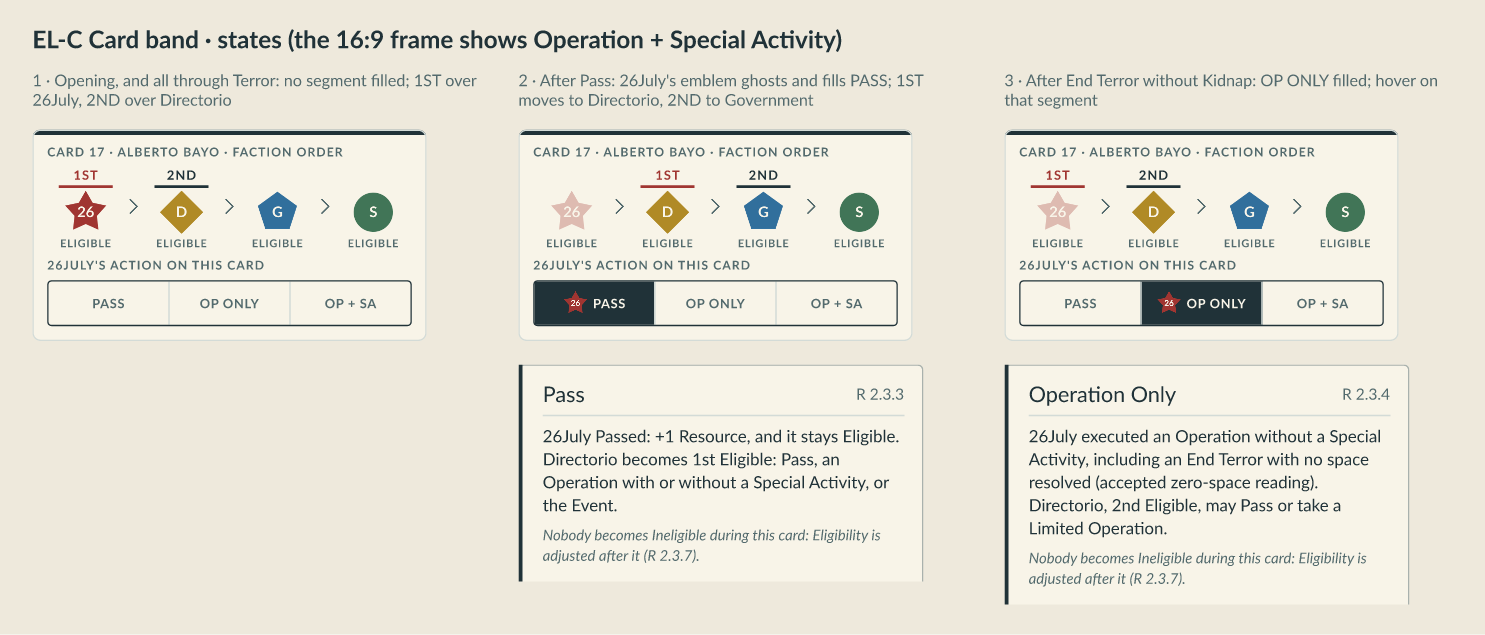 EL-C Card band · states (the 16:9 frame shows Operation + Special Activity)
1 · Opening, and all through Terror: no segment filled; 1ST over
26July, 2ND over Directorio
CARD 17 · ALBERTO BAYO · FACTION ORDER
1ST 2ND
26 D G S
ELIGIBLE ELIGIBLE ELIGIBLE ELIGIBLE
26JULY'S ACTION ON THIS CARD
PASS OP ONLY OP + SA
2 · After Pass: 26July's emblem ghosts and fills PASS; 1ST
moves to Directorio, 2ND to Government
CARD 17 · ALBERTO BAYO · FACTION ORDER
1ST 2ND
26 D G S
ELIGIBLE ELIGIBLE ELIGIBLE ELIGIBLE
26JULY'S ACTION ON THIS CARD
26 PASS OP ONLY OP + SA
Pass R 2.3.3
26July Passed: +1 Resource, and it stays Eligible.
Directorio becomes 1st Eligible: Pass, an
Operation with or without a Special Activity, or
the Event.
Nobody becomes Ineligible during this card: Eligibility is
adjusted after it (R 2.3.7).
3 · After End Terror without Kidnap: OP ONLY filled; hover on
that segment
CARD 17 · ALBERTO BAYO · FACTION ORDER
1ST 2ND
26 D G S
ELIGIBLE ELIGIBLE ELIGIBLE ELIGIBLE
26JULY'S ACTION ON THIS CARD
PASS 26 OP ONLY OP + SA
Operation Only R 2.3.4
26July executed an Operation without a Special
Activity, including an End Terror with no space
resolved (accepted zero-space reading).
Directorio, 2nd Eligible, may Pass or take a
Limited Operation.
Nobody becomes Ineligible during this card: Eligibility is
adjusted after it (R 2.3.7).